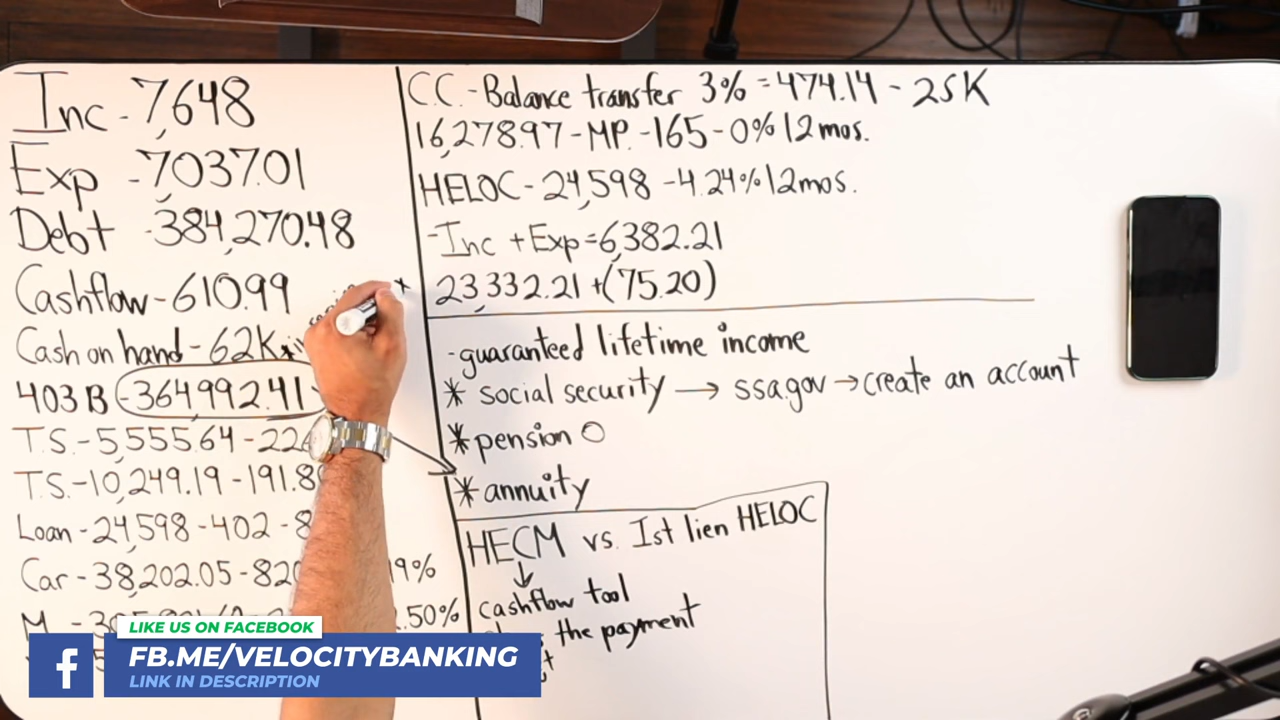 Inc - 7,648
Exp - 7,037.01
Debt - 384,270.48
Cashflow - 610.99
Cash on hand - 62K
403B - 364,992.41
T.S. - 5,555.64 - 22
T.S. - 10,249.19 - 191.8
Loan - 24,598 - 402 - 8
Car - 38,202.05 - 820 9%
M - .50%
C.C. - Balance transfer 3% = 474.14 - 25K
16,278.97 - MP. - 165 - 0% 12 mos.
HELOC - 24,598 - 4.24% 12 mos.
- Inc + Exp = 6,382.21
* 23,332.21 + (75.20)
- guaranteed lifetime income
* social security → ssa.gov → create an account
* pension O
* annuity
HECM vs. 1st lien HELOC
↓
cashflow tool
the payment
LIKE US ON FACEBOOK
f FB.ME/VELOCITYBANKING
LINK IN DESCRIPTION